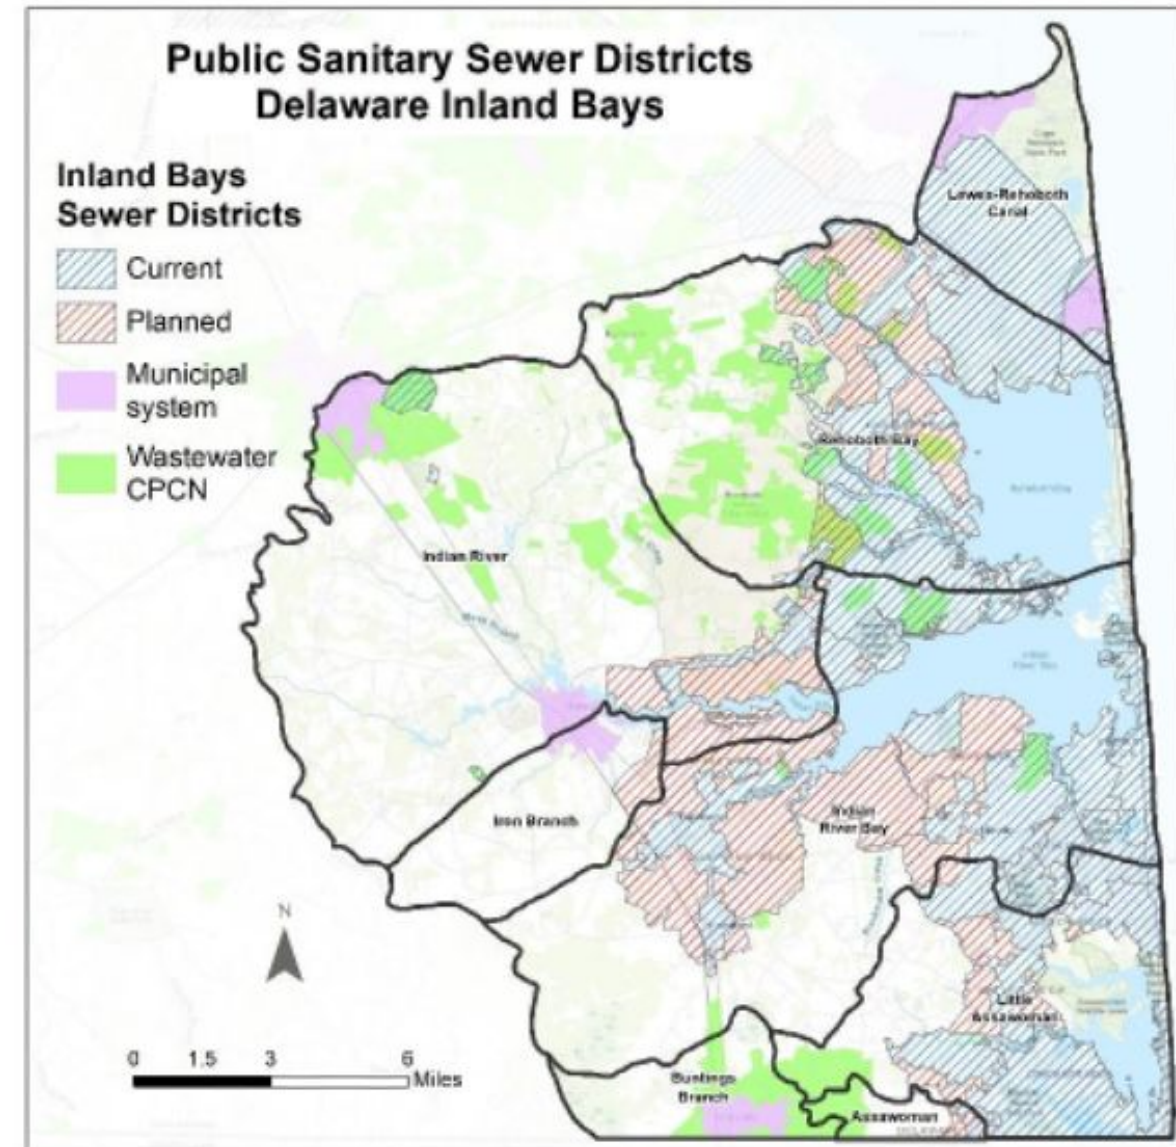 Public Sanitary Sewer Districts
Delaware Inland Bays
Inland Bays
Sewer Districts
Current
Planned
Municipal
system
Wastewater
CPCN
Lewes-Rehoboth
Canal
Rehoboth Bay
Indian River
Iron Branch
Indian
River Bay
Little
Assawoman
Buntings
Branch
Assawoman
N
0 1.5 3 6
Miles